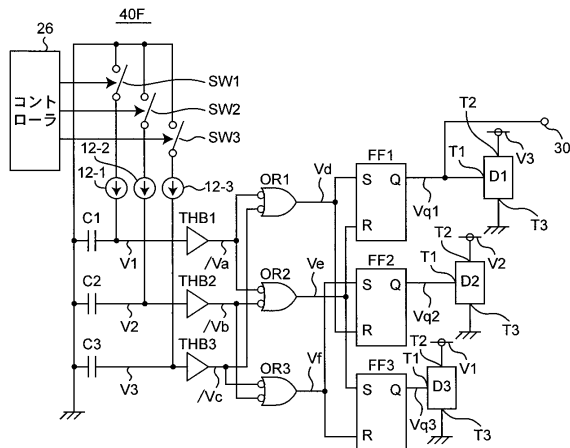 40F
26
コント
ローラ
SW1
SW2
SW3
12-2
12-1
12-3
C1
THB1
V1
/Va
C2
THB2
V2
/Vb
C3
THB3
V3
/Vc
OR1
Vd
OR2
Ve
OR3
Vf
FF1
S
Q
R
Vq1
T2
30
T1
V3
D1
T3
FF2
S
Q
R
Vq2
T1
V2
D2
T3
FF3
S
Q
R
Vq3
T2
V1
T1
D3
T3